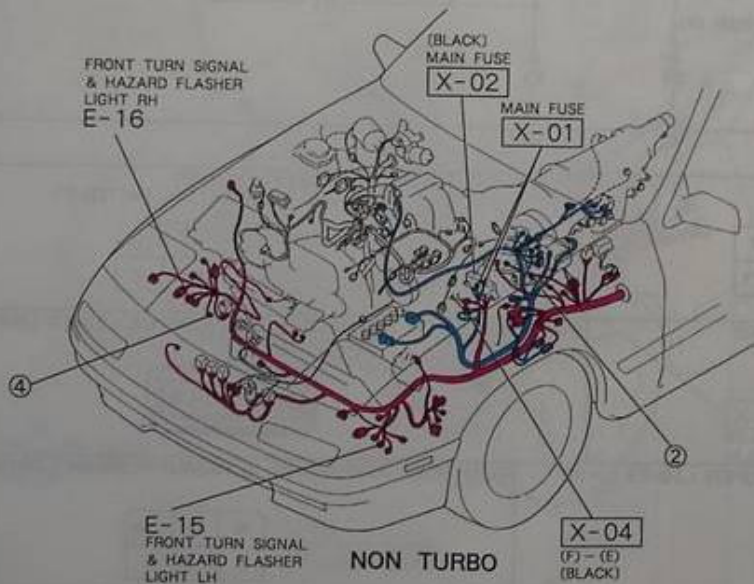 FRONT TURN SIGNAL
& HAZARD FLASHER
LIGHT RH
E-16
(BLACK)
MAIN FUSE
X-02
MAIN FUSE
X-01
④
②
E-15
FRONT TURN SIGNAL
& HAZARD FLASHER
LIGHT LH
NON TURBO
X-04
(F)-(E)
(BLACK)